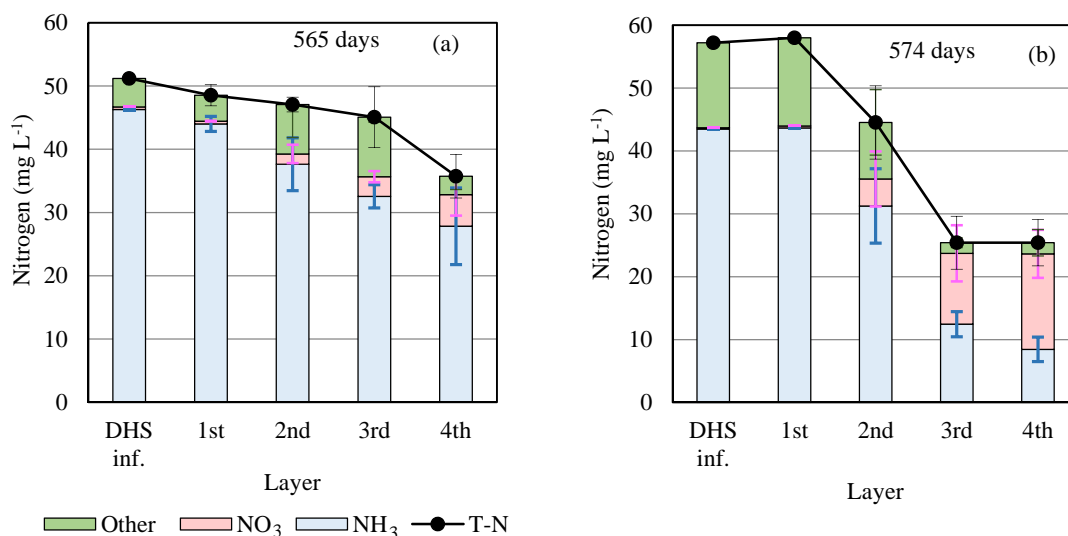 565 days (a)
60
50
40
30
20
10
0
Nitrogen (mg L⁻¹)
DHS inf. 1st 2nd 3rd 4th
Layer
574 days (b)
60
50
40
30
20
10
0
Nitrogen (mg L⁻¹)
DHS inf. 1st 2nd 3rd 4th
Layer
Other NO₃ NH₃ T-N